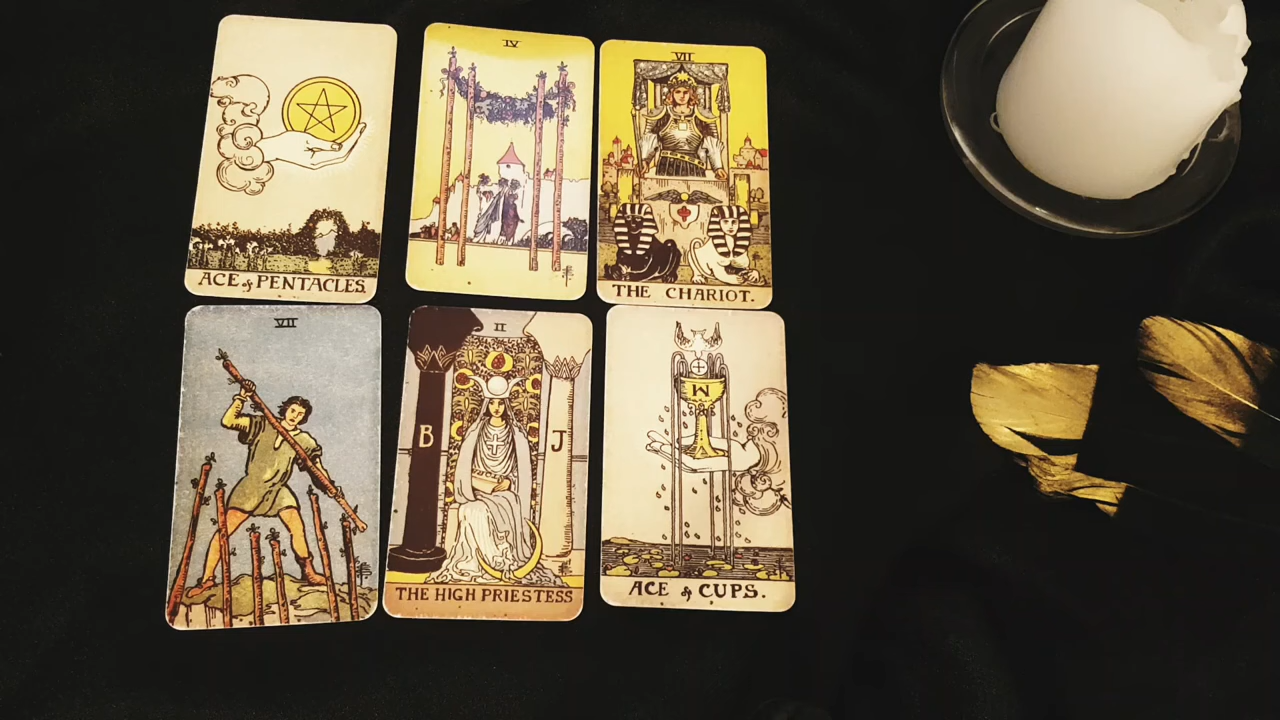 ACE of PENTACLES.
IV
VII
THE CHARIOT.
VII
II
B J
THE HIGH PRIESTESS
W
ACE of CUPS.